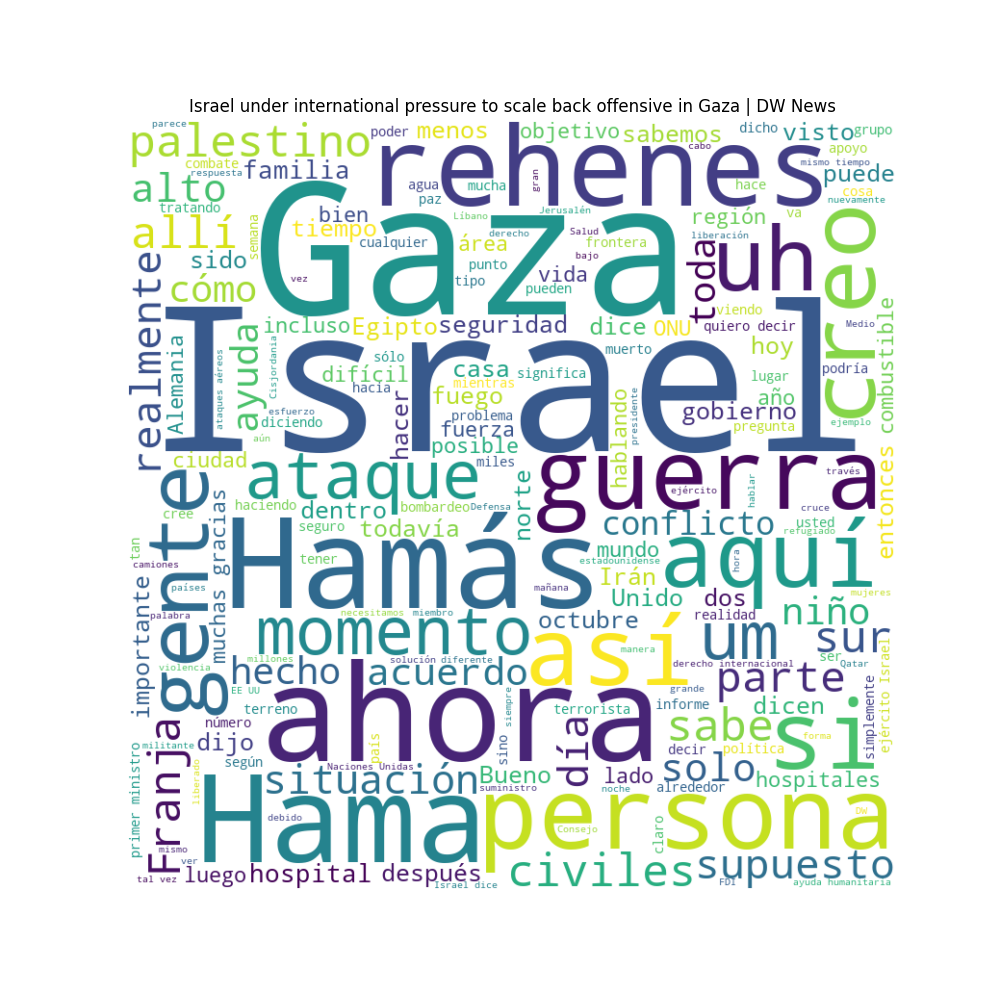 Israel under international pressure to scale back offensive in Gaza | DW News
parece
palestino
poder
menos
objetivo
sabemos
dicho
visto
grupo
combate
respuesta
familia
rehenes
cabo
apoyo
mismo tiempo
puede
alto
tratando
agua
paz
mucha
gran
hace
cosa
nuevamente
allí
semana
bien
tiempo
Gaza
Líbano
Jerusalén
derecho
región
va
creo
sido
cualquier
área
Salud
frontera
liberación
toda
uh
cómo
vez
punto
tipo
bajo
vida
pueden
viendo
realmente
Israel
incluso
Egipto
seguridad
dice
ONU
quiero decir
Medio
combustible
Alemania
ataques aéreos
ayuda
Cisjordania
sólo
difícil
hacía
casa
mientras
significa
muerto
hoy
lugar
podría
esfuerzo
diciendo
aún
hacer
fuego
problema
fuerza
posible
hablando
presidente
gobierno
año
pregunta
ejemplo
ciudad
ataque
miles
norte
guerra
ejército
hablar
través
entonces
gente
cree
haciendo
dentro
bombardeo
Defensa
conflicto
cruce
usted
refugiado
muchas gracias
seguro
todavía
tener
Hamás
estadounidense
mundo
hora
aquí
tan
camiones
países
mañana
Irán
Unido
dos
mujeres
importante
palabra
necesitamos
miembro
octubre
realidad
niño
momento
así
manera
um
sur
violencia
millones
hecho
solución
diferente
acuerdo
derecho internacional
ser
Qatar
EE UU
ahora
siempre
grande
parte
simplemente
ejército Israel
Franja
número
terreno
terrorista
informe
dicen
sabe
si
militante
dijo
según
país
sino
día
decir
política
forma
primer ministro
liberado
situación
Naciones Unidas
Bueno
suministro
lado
noche
alrededor
solo
hospitales
Hama
debido
persona
Consejo
claro
DW
mismo
ver
tal vez
luego
hospital
después
Israel dice
civiles
supuesto
FDI
ayuda humanitaria